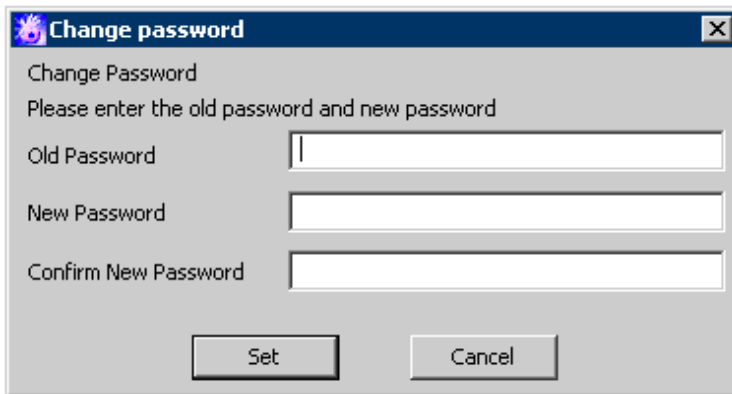 Change password
Change Password
Please enter the old password and new password
Old Password
New Password
Confirm New Password
Set Cancel